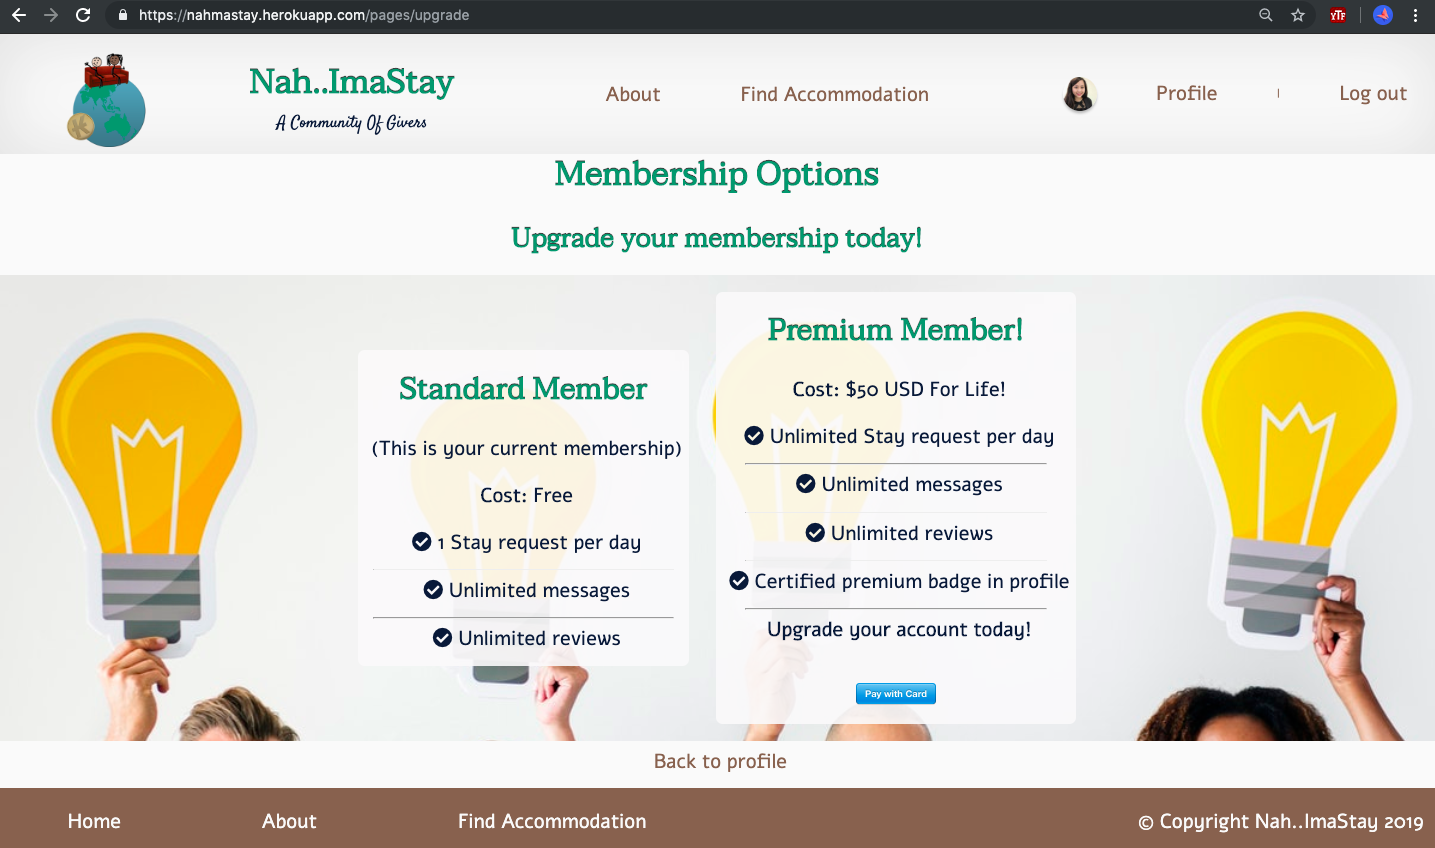 https://nahmastay.herokuapp.com/pages/upgrade
YTF
Nah..ImaStay
A Community Of Givers
About
Find Accommodation
Profile
Log out
Membership Options
Upgrade your membership today!
Standard Member
(This is your current membership)
Cost: Free
1 Stay request per day
Unlimited messages
Unlimited reviews
Premium Member!
Cost: $50 USD For Life!
Unlimited Stay request per day
Unlimited messages
Unlimited reviews
Certified premium badge in profile
Upgrade your account today!
Pay with Card
Back to profile
Home
About
Find Accommodation
© Copyright Nah..ImaStay 2019